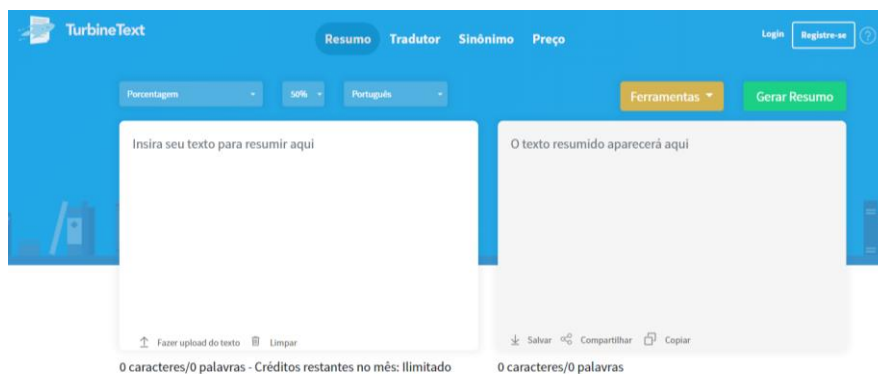 TurbineText
Resumo Tradutor Sinônimo Preço
Login Registre-se ?
Porcentagem 50% Português
Ferramentas Gerar Resumo
Insira seu texto para resumir aqui
O texto resumido aparecerá aqui
Fazer upload do texto Limpar
Salvar Compartilhar Copiar
0 caracteres/0 palavras - Créditos restantes no mês: Ilimitado
0 caracteres/0 palavras